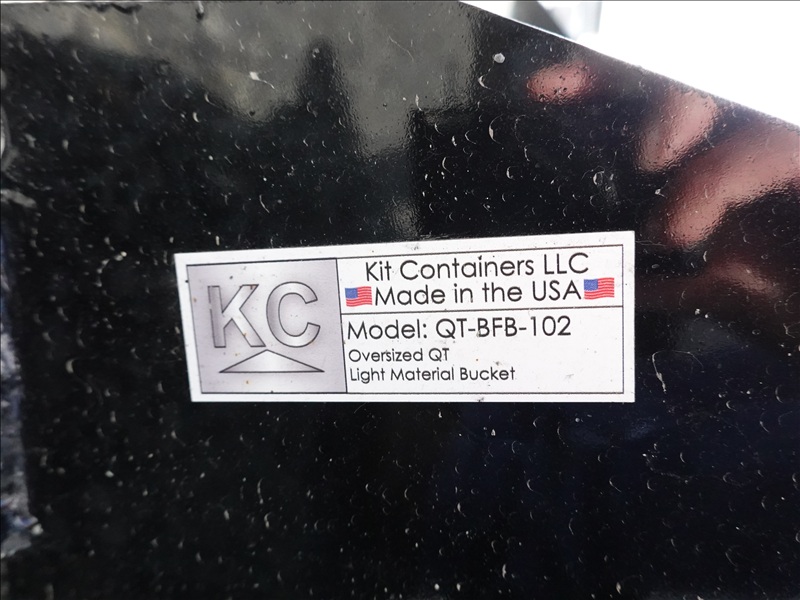 KC
Kit Containers LLC
Made in the USA
Model: QT-BFB-102
Oversized QT
Light Material Bucket